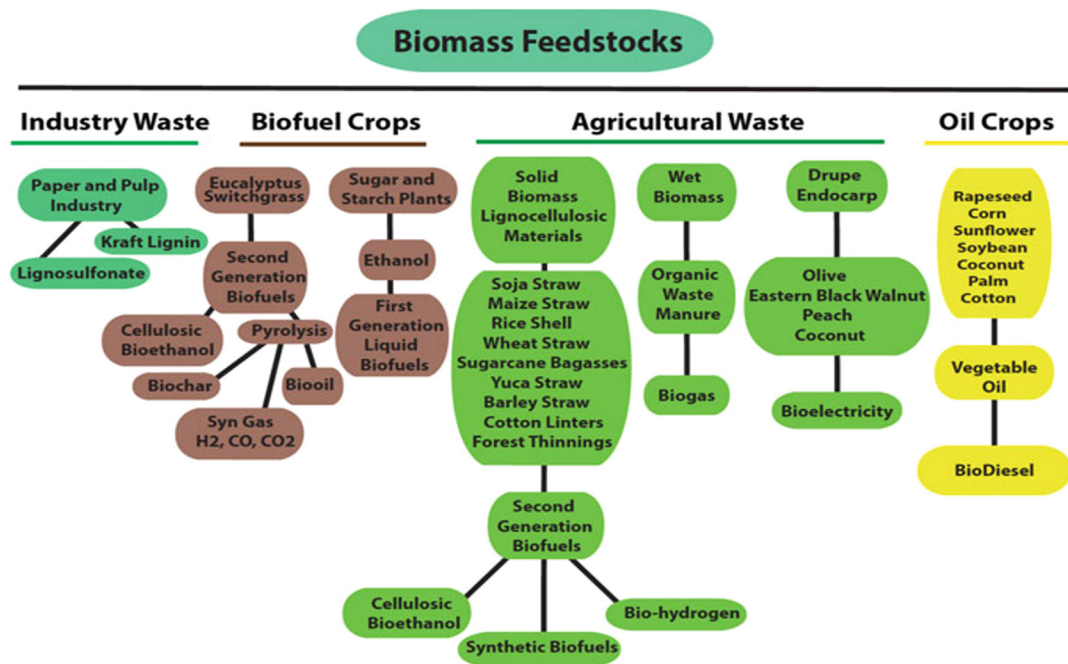 Biomass Feedstocks
Industry Waste
Biofuel Crops
Agricultural Waste
Oil Crops
Paper and Pulp
Industry
Kraft Lignin
Lignosulfonate
Eucalyptus
Switchgrass
Second
Generation
Biofuels
Cellulosic
Bioethanol
Pyrolysis
Biochar
Biooil
Syn Gas
H2, CO, CO2
Sugar and
Starch Plants
Ethanol
First
Generation
Liquid
Biofuels
Solid
Biomass
Lignocellulosic
Materials
Soja Straw
Maize Straw
Rice Shell
Wheat Straw
Sugarcane Bagasses
Yuca Straw
Barley Straw
Cotton Linters
Forest Thinnings
Second
Generation
Biofuels
Cellulosic
Bioethanol
Synthetic Biofuels
Bio-hydrogen
Wet
Biomass
Organic
Waste
Manure
Biogas
Drupe
Endocarp
Olive
Eastern Black Walnut
Peach
Coconut
Bioelectricity
Rapeseed
Corn
Sunflower
Soybean
Coconut
Palm
Cotton
Vegetable
Oil
BioDiesel